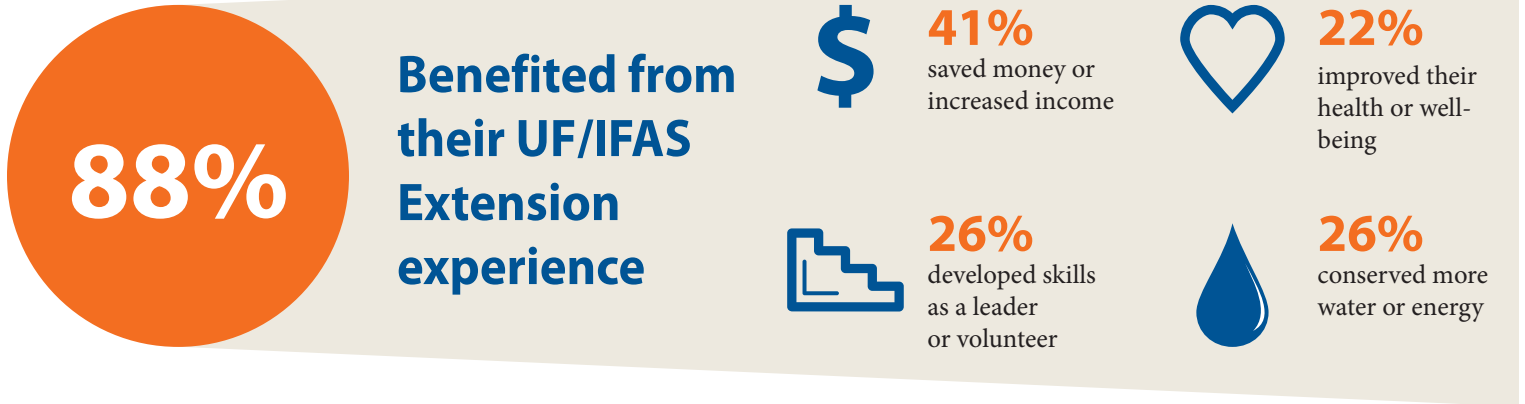 88%
Benefited from
their UF/IFAS
Extension
experience
$
41%
saved money or
increased income
22%
improved their
health or well-
being
26%
developed skills
as a leader
or volunteer
26%
conserved more
water or energy